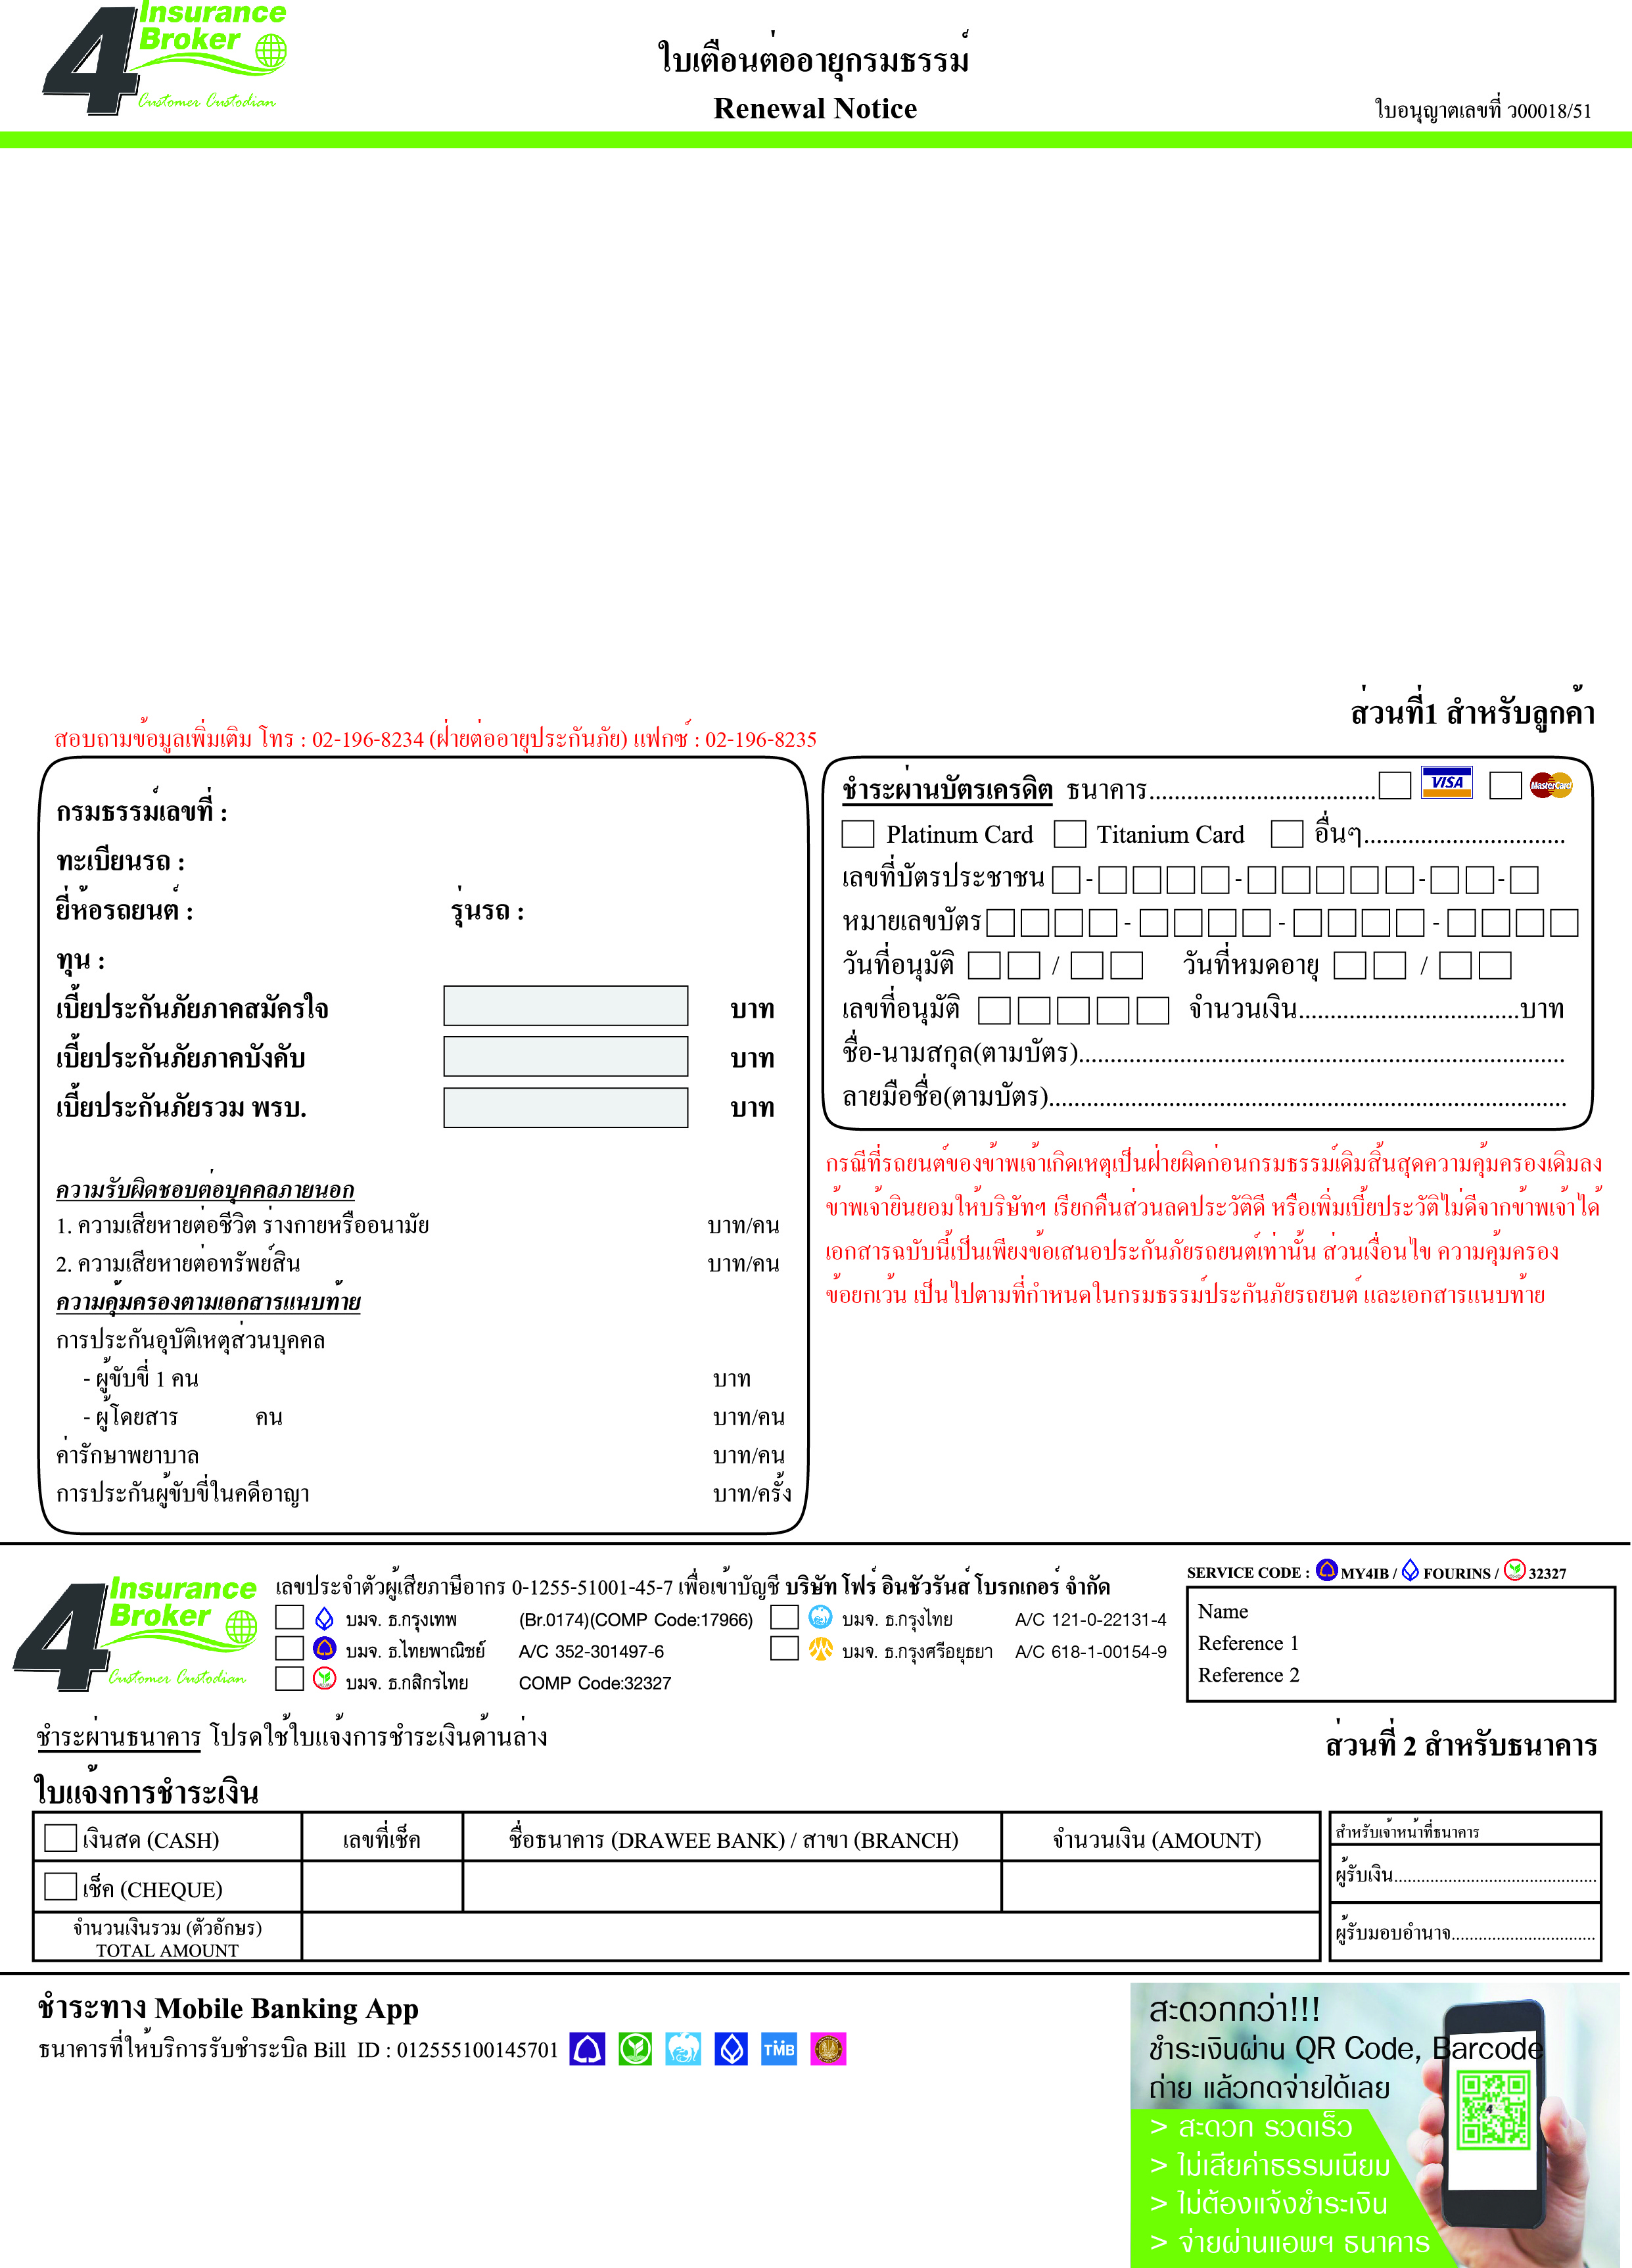 4 Insurance Broker
Customer Custodian
ใบเตือนต่ออายุกรมธรรม์
Renewal Notice
ใบอนุญาตเลขที่ ว00018/51
ส่วนที่1 สำหรับลูกค้า
สอบถามข้อมูลเพิ่มเติม โทร : 02-196-8234 (ฝ่ายต่ออายุประกันภัย) แฟกซ์ : 02-196-8235
กรมธรรม์เลขที่ :
ทะเบียนรถ :
ยี่ห้อรถยนต์ : รุ่นรถ :
ทุน :
เบี้ยประกันภัยภาคสมัครใจ บาท
เบี้ยประกันภัยภาคบังคับ บาท
เบี้ยประกันภัยรวม พรบ. บาท
ความรับผิดชอบต่อบุคคลภายนอก
1. ความเสียหายต่อชีวิต ร่างกายหรืออนามัย บาท/คน
2. ความเสียหายต่อทรัพย์สิน บาท/คน
ความคุ้มครองตามเอกสารแนบท้าย
การประกันอุบัติเหตุส่วนบุคคล
- ผู้ขับขี่ 1 คน บาท
- ผู้โดยสาร คน บาท/คน
ค่ารักษาพยาบาล บาท/คน
การประกันผู้ขับขี่ในคดีอาญา บาท/ครั้ง
ชำระผ่านบัตรเครดิต ธนาคาร.................................... VISA MasterCard
Platinum Card Titanium Card อื่นๆ................................
เลขที่บัตรประชาชน - - - -
หมายเลขบัตร - - -
วันที่อนุมัติ / วันที่หมดอายุ /
เลขที่อนุมัติ จำนวนเงิน...................................บาท
ชื่อ-นามสกุล(ตามบัตร).............................................................................
ลายมือชื่อ(ตามบัตร)..................................................................................
กรณีที่รถยนต์ของข้าพเจ้าเกิดเหตุเป็นฝ่ายผิดก่อนกรมธรรม์เดิมสิ้นสุดความคุ้มครองเดิมลง
ข้าพเจ้ายินยอมให้บริษัทฯ เรียกคืนส่วนลดประวัติดี หรือเพิ่มเบี้ยประวัติไม่ดีจากข้าพเจ้าได้
เอกสารฉบับนี้เป็นเพียงข้อเสนอประกันภัยรถยนต์เท่านั้น ส่วนเงื่อนไข ความคุ้มครอง
ข้อยกเว้น เป็นไปตามที่กำหนดในกรมธรรม์ประกันภัยรถยนต์ และเอกสารแนบท้าย
4 Insurance Broker
Customer Custodian
เลขประจำตัวผู้เสียภาษีอากร 0-1255-51001-45-7 เพื่อเข้าบัญชี บริษัท โฟร์ อินชัวรันส์ โบรกเกอร์ จำกัด
บมจ. ธ.กรุงเทพ (Br.0174)(COMP Code:17966) บมจ. ธ.กรุงไทย A/C 121-0-22131-4
บมจ. ธ.ไทยพาณิชย์ A/C 352-301497-6 บมจ. ธ.กรุงศรีอยุธยา A/C 618-1-00154-9
บมจ. ธ.กสิกรไทย COMP Code:32327
SERVICE CODE : MY4IB / FOURINS / 32327
Name
Reference 1
Reference 2
ชำระผ่านธนาคาร โปรดใช้ใบแจ้งการชำระเงินด้านล่าง
ส่วนที่ 2 สำหรับธนาคาร
ใบแจ้งการชำระเงิน
เงินสด (CASH) เลขที่เช็ค ชื่อธนาคาร (DRAWEE BANK) / สาขา (BRANCH) จำนวนเงิน (AMOUNT)
เช็ค (CHEQUE)
จำนวนเงินรวม (ตัวอักษร)
TOTAL AMOUNT
สำหรับเจ้าหน้าที่ธนาคาร
ผู้รับเงิน.............................................
ผู้รับมอบอำนาจ................................
ชำระทาง Mobile Banking App
ธนาคารที่ให้บริการรับชำระบิล Bill ID : 012555100145701 TMB
สะดวกกว่า!!!
ชำระเงินผ่าน QR Code, Barcode
ถ่าย แล้วกดจ่ายได้เลย
> สะดวก รวดเร็ว
> ไม่เสียค่าธรรมเนียม
> ไม่ต้องแจ้งชำระเงิน
> จ่ายผ่านแอพฯ ธนาคาร